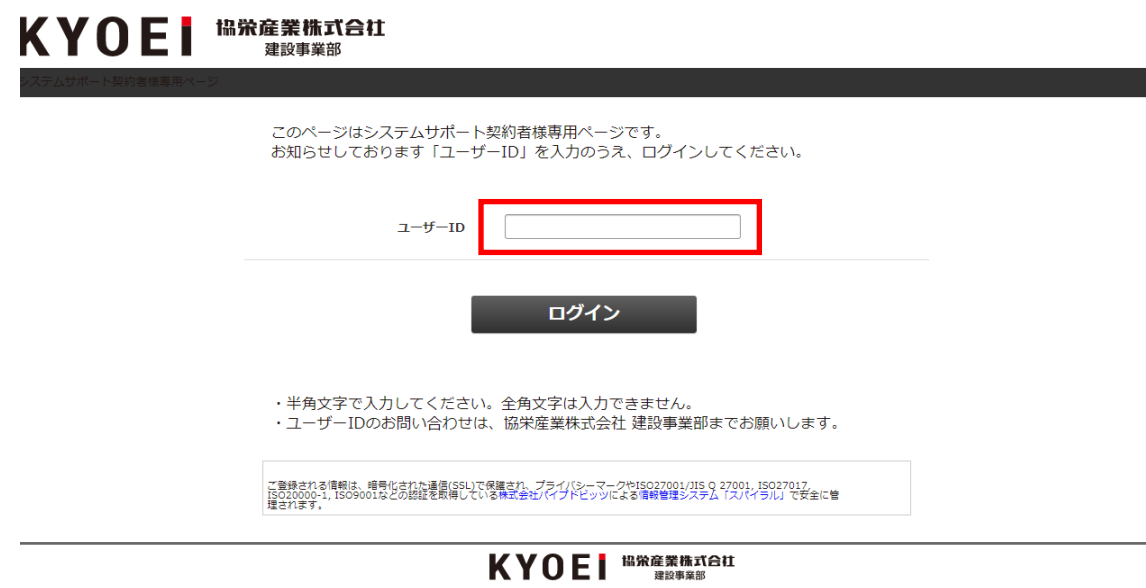 KYOEI 協栄産業株式会社
建設事業部
システムサポート契約者様専用ページ
このページはシステムサポート契約者様専用ページです。
お知らせしております「ユーザーID」を入力のうえ、ログインしてください。
ユーザーID
ログイン
・半角文字で入力してください。全角文字は入力できません。
・ユーザーIDのお問い合わせは、協栄産業株式会社 建設事業部までお願いします。
ご登録される情報は、暗号化された通信(SSL)で保護され、プライバシーマークやISO27001/JIS Q 27001, ISO27017,
ISO20000-1, ISO9001などの認証を取得している株式会社パイプドビッツによる情報管理システム「スパイラル」で安全に管
理されます。
KYOEI 協栄産業株式会社
建設事業部